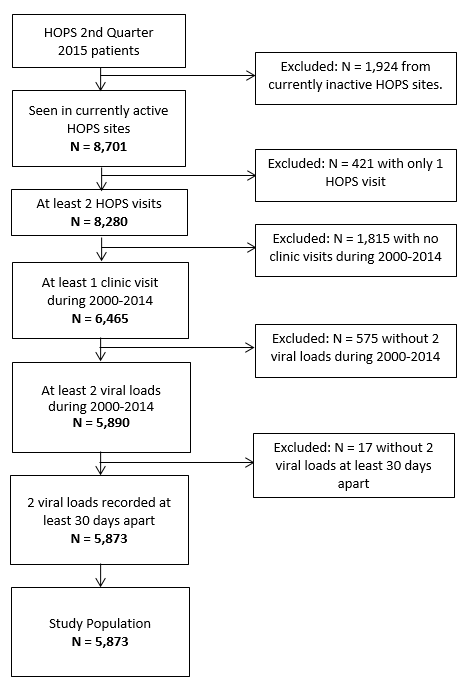 HOPS 2nd Quarter
2015 patients
Excluded: N = 1,924 from
currently inactive HOPS sites.
Seen in currently active
HOPS sites
N = 8,701
Excluded: N = 421 with only 1
HOPS visit
At least 2 HOPS visits
N = 8,280
Excluded: N = 1,815 with no
clinic visits during 2000-2014
At least 1 clinic visit
during 2000-2014
N = 6,465
Excluded: N = 575 without 2
viral loads during 2000-2014
At least 2 viral loads
during 2000-2014
N = 5,890
Excluded: N = 17 without 2
viral loads at least 30 days
apart
2 viral loads recorded at
least 30 days apart
N = 5,873
Study Population
N = 5,873